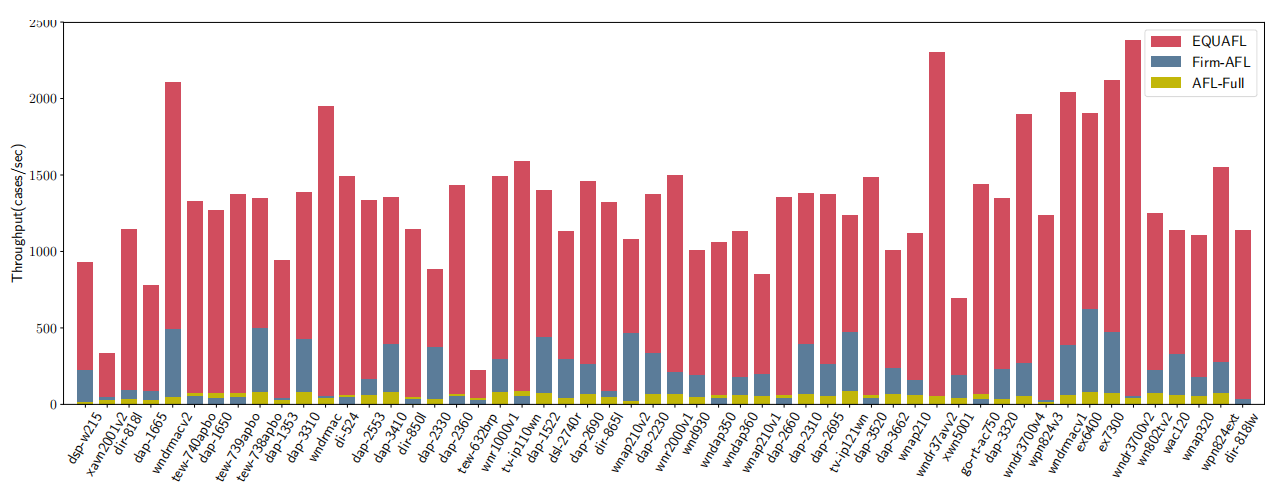 Throughput(cases/sec)
2500
2000
1500
1000
500
0
EQUAFL
Firm-AFL
AFL-Full
dsp-w215
xavn2001v2
dir-818l
dap-1665
wndrmacv2
tew-740apbo
dap-1650
tew-739apbo
tew-738apbo
dap-1353
dap-3310
wndrmac
di-524
dap-2553
dap-3410
dir-850l
dap-2330
dap-2360
tew-632brp
wnr1000v1
tv-ip110wn
dap-1522
dsl-2740r
dap-2690
dir-865l
wnap210v2
dap-2230
wnr2000v1
wnd930
wndap350
wndap360
wnap210v1
dap-2660
dap-2310
dap-2695
tv-ip121wn
dap-3520
dap-3662
wnap210
wndr37avv2
xwn5001
go-rt-ac750
dap-3320
wndr3700v4
wpn824v3
wndrmacv1
ex6400
ex7300
wndr3700v2
wn802tv2
wac120
wnap320
wpn824ext
dir-818lw